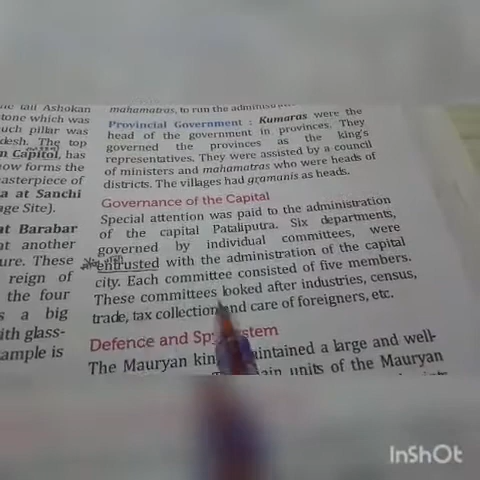 he tall Ashokan
tone which was
uch pillar was
desh. The top
n Capitol, has
now forms the
asterpiece of
a at Sanchi
age Site).
at Barabar
at another
ure. These
reign of
the four
s a big
ith glass-
ample is
mahamatras, to run the
Provincial Government : Kumaras were the
head of the government in provinces. They
governed the provinces as the king's
representatives. They were assisted by a council
of ministers and mahamatras who were heads of
districts. The villages had gramanis as heads.
Governance of the Capital
Special attention was paid to the administration
of the capital Pataliputra. Six departments,
governed by individual committees, were
entrusted with the administration of the capital
city. Each committee consisted of five members.
These committees looked after industries, census,
trade, tax collection and care of foreigners, etc.
Defence and Spy System
The Mauryan kin intained a large and well-
ain units of the Mauryan
InShOt